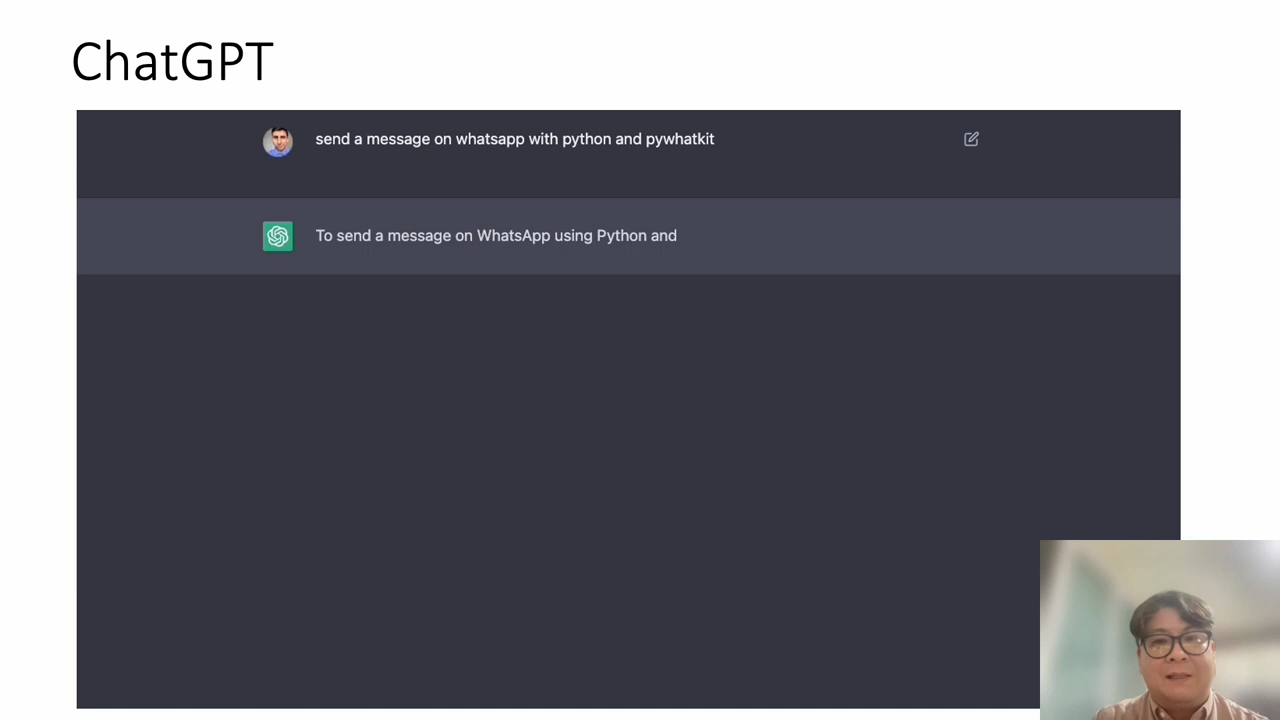 ChatGPT
send a message on whatsapp with python and pywhatkit
To send a message on WhatsApp using Python and